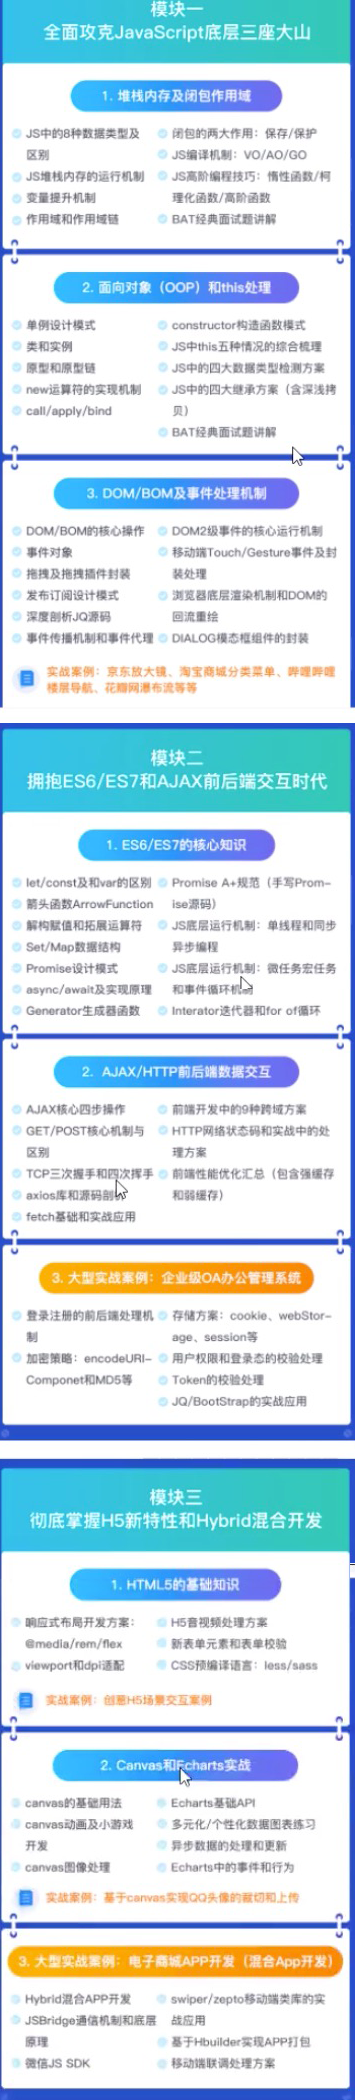 模块一
全面攻克JavaScript底层三座大山
1. 堆栈内存及闭包作用域
JS中的8种数据类型及
区别
JS堆栈内存的运行机制
变量提升机制
作用域和作用域链
闭包的两大作用：保存/保护
JS编译机制：VO/AO/GO
JS高阶编程技巧：惰性函数/柯
理化函数/高阶函数
BAT经典面试题讲解
2. 面向对象（OOP）和this处理
单例设计模式
类和实例
原型和原型链
new运算符的实现机制
call/apply/bind
constructor构造函数模式
JS中this五种情况的综合梳理
JS中的四大数据类型检测方案
JS中的四大继承方案（含深浅拷
贝）
BAT经典面试题讲解
3. DOM/BOM及事件处理机制
DOM/BOM的核心操作
事件对象
拖拽及拖拽插件封装
发布订阅设计模式
深度剖析JQ源码
事件传播机制和事件代理
DOM2级事件的核心运行机制
移动端Touch/Gesture事件及封
装处理
浏览器底层渲染机制和DOM的
回流重绘
DIALOG模态框组件的封装
实战案例：京东放大镜、淘宝商城分类菜单、哔哩哔哩
楼层导航、花瓣网瀑布流等等
模块二
拥抱ES6/ES7和AJAX前后端交互时代
1. ES6/ES7的核心知识
let/const及和var的区别
箭头函数ArrowFunction
解构赋值和拓展运算符
Set/Map数据结构
Promise设计模式
async/await及实现原理
Generator生成器函数
Promise A+规范（手写Prom-
ise源码）
JS底层运行机制：单线程和同步
异步编程
JS底层运行机制：微任务宏任务
和事件循环机制
Interator迭代器和for of循环
2. AJAX/HTTP前后端数据交互
AJAX核心四步操作
GET/POST核心机制与
区别
TCP三次握手和四次挥手
axios库和源码剖析
fetch基础和实战应用
前端开发中的9种跨域方案
HTTP网络状态码和实战中的处
理方案
前端性能优化汇总（包含强缓存
和弱缓存）
3. 大型实战案例：企业级OA办公管理系统
登录注册的前后端处理机
制
加密策略：encodeURI-
Componet和MD5等
存储方案：cookie、webStor-
age、session等
用户权限和登录态的校验处理
Token的校验处理
JQ/BootStrap的实战应用
模块三
彻底掌握H5新特性和Hybrid混合开发
1. HTML5的基础知识
响应式布局开发方案：
@media/rem/flex
viewport和dpi适配
H5音视频处理方案
新表单元素和表单校验
CSS预编译语言：less/sass
实战案例：创意H5场景交互案例
2. Canvas和Echarts实战
canvas的基础用法
canvas动画及小游戏
开发
canvas图像处理
Echarts基础API
多元化/个性化数据图表练习
异步数据的处理和更新
Echarts中的事件和行为
实战案例：基于canvas实现QQ头像的裁切和上传
3. 大型实战案例：电子商城APP开发（混合App开发）
Hybrid混合APP开发
JSBridge通信机制和底层
原理
微信JS SDK
swiper/zepto移动端类库的实
战应用
基于Hbuilder实现APP打包
移动端联调处理方案